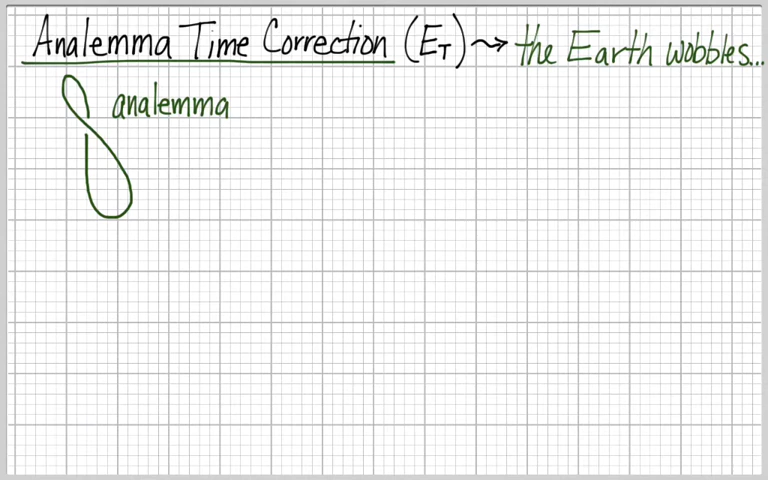 Analemma Time Correction (E_T) ⤳ the Earth wobbles...
analemma